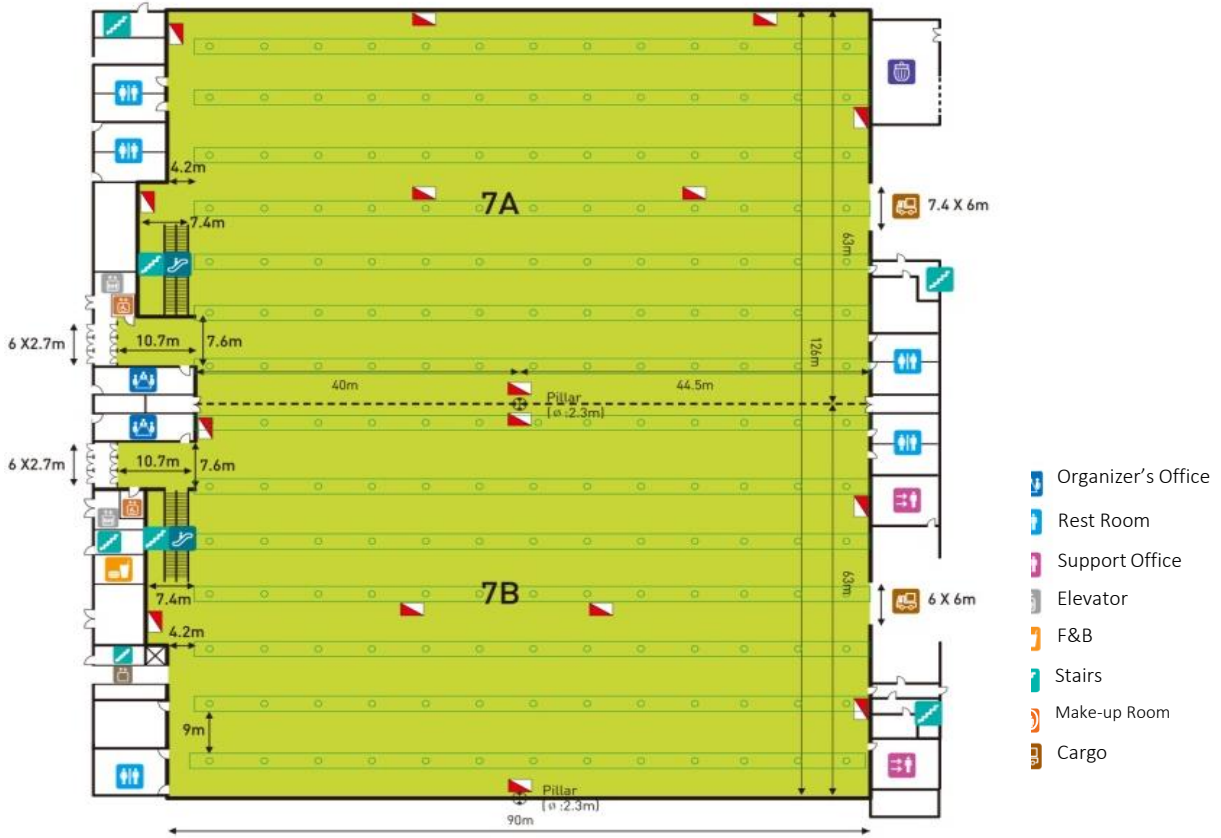 4.2m
7A
7.4m
7.4 X 6m
63m
6 X2.7m
10.7m
7.6m
126m
40m
44.5m
Pillar
(ø :2.3m)
6 X2.7m
10.7m
7.6m
7B
63m
7.4m
6 X 6m
4.2m
9m
Pillar
(ø :2.3m)
90m
Organizer’s Office
Rest Room
Support Office
Elevator
F&B
Stairs
Make-up Room
Cargo